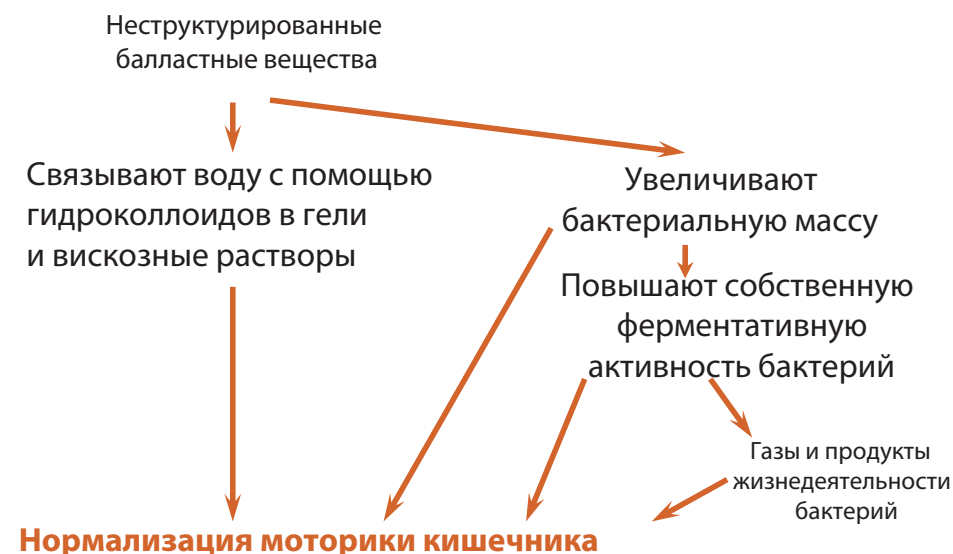 Неструктурированные
балластные вещества
Связывают воду с помощью
гидроколлоидов в гели
и вискозные растворы
Увеличивают
бактериальную массу
Повышают собственную
ферментативную
активность бактерий
Газы и продукты
жизнедеятельности
бактерий
Нормализация моторики кишечника